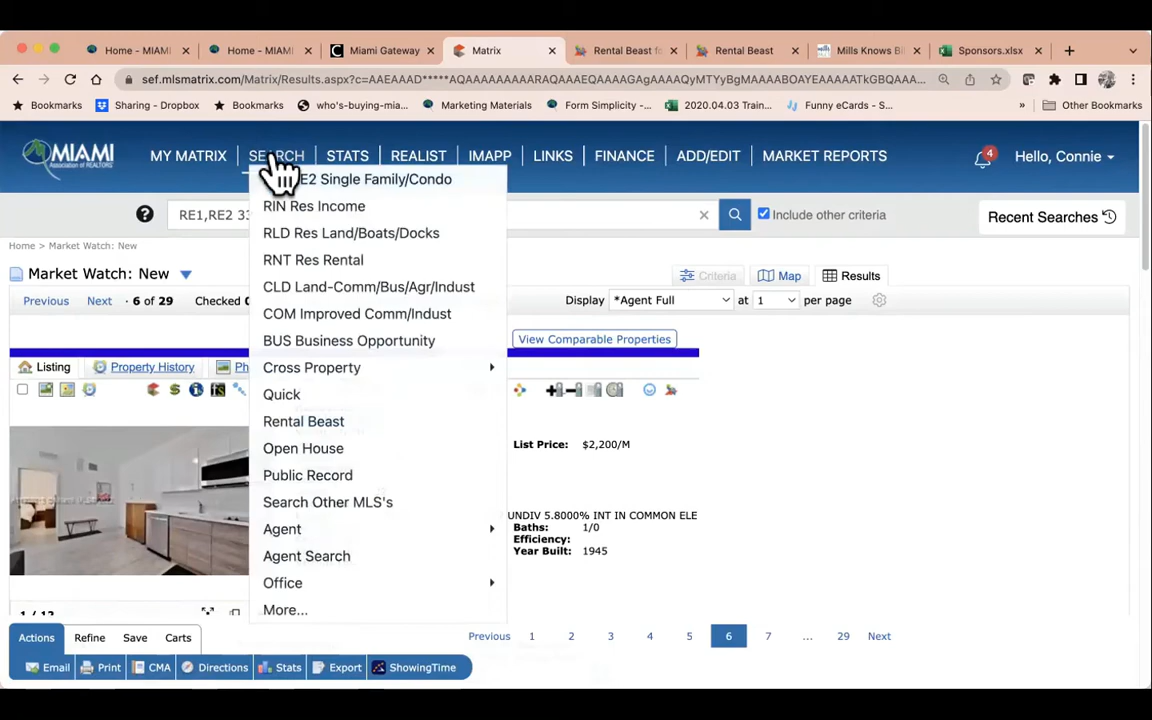 Home - MIAMI
Home - MIAMI
Miami Gateway
Matrix
Rental Beast fo
Rental Beast
Mills Knows Bi
Sponsors.xlsx
sef.mlsmatrix.com/Matrix/Results.aspx?c=AAEAAAD*****AQAAAAAAAAARAQAAAEQAAAAGAgAAAAQyMTYyBgMAAAABOAYEAAAAATkGBQAAA...
Bookmarks
Sharing - Dropbox
Bookmarks
who's-buying-mia...
Marketing Materials
Form Simplicity -...
2020.04.03 Train...
Funny eCards - S...
»
Other Bookmarks
MIAMI
MY MATRIX
SEARCH
STATS
REALIST
IMAPP
LINKS
FINANCE
ADD/EDIT
MARKET REPORTS
4
Hello, Connie
RE1,RE2 33
Include other criteria
Recent Searches
Home > Market Watch: New
Market Watch: New
Criteria
Map
Results
Previous Next · 6 of 29 Checked
Display *Agent Full at 1 per page
E2 Single Family/Condo
RIN Res Income
RLD Res Land/Boats/Docks
RNT Res Rental
CLD Land-Comm/Bus/Agr/Indust
COM Improved Comm/Indust
BUS Business Opportunity
Cross Property
Quick
Rental Beast
Open House
Public Record
Search Other MLS's
Agent
Agent Search
Office
More...
View Comparable Properties
Listing
Property History
Ph
List Price: $2,200/M
UNDIV 5.8000% INT IN COMMON ELE
Baths: 1/0
Efficiency:
Year Built: 1945
Actions Refine Save Carts
Previous 1 2 3 4 5 6 7 ... 29 Next
Email Print CMA Directions Stats Export ShowingTime